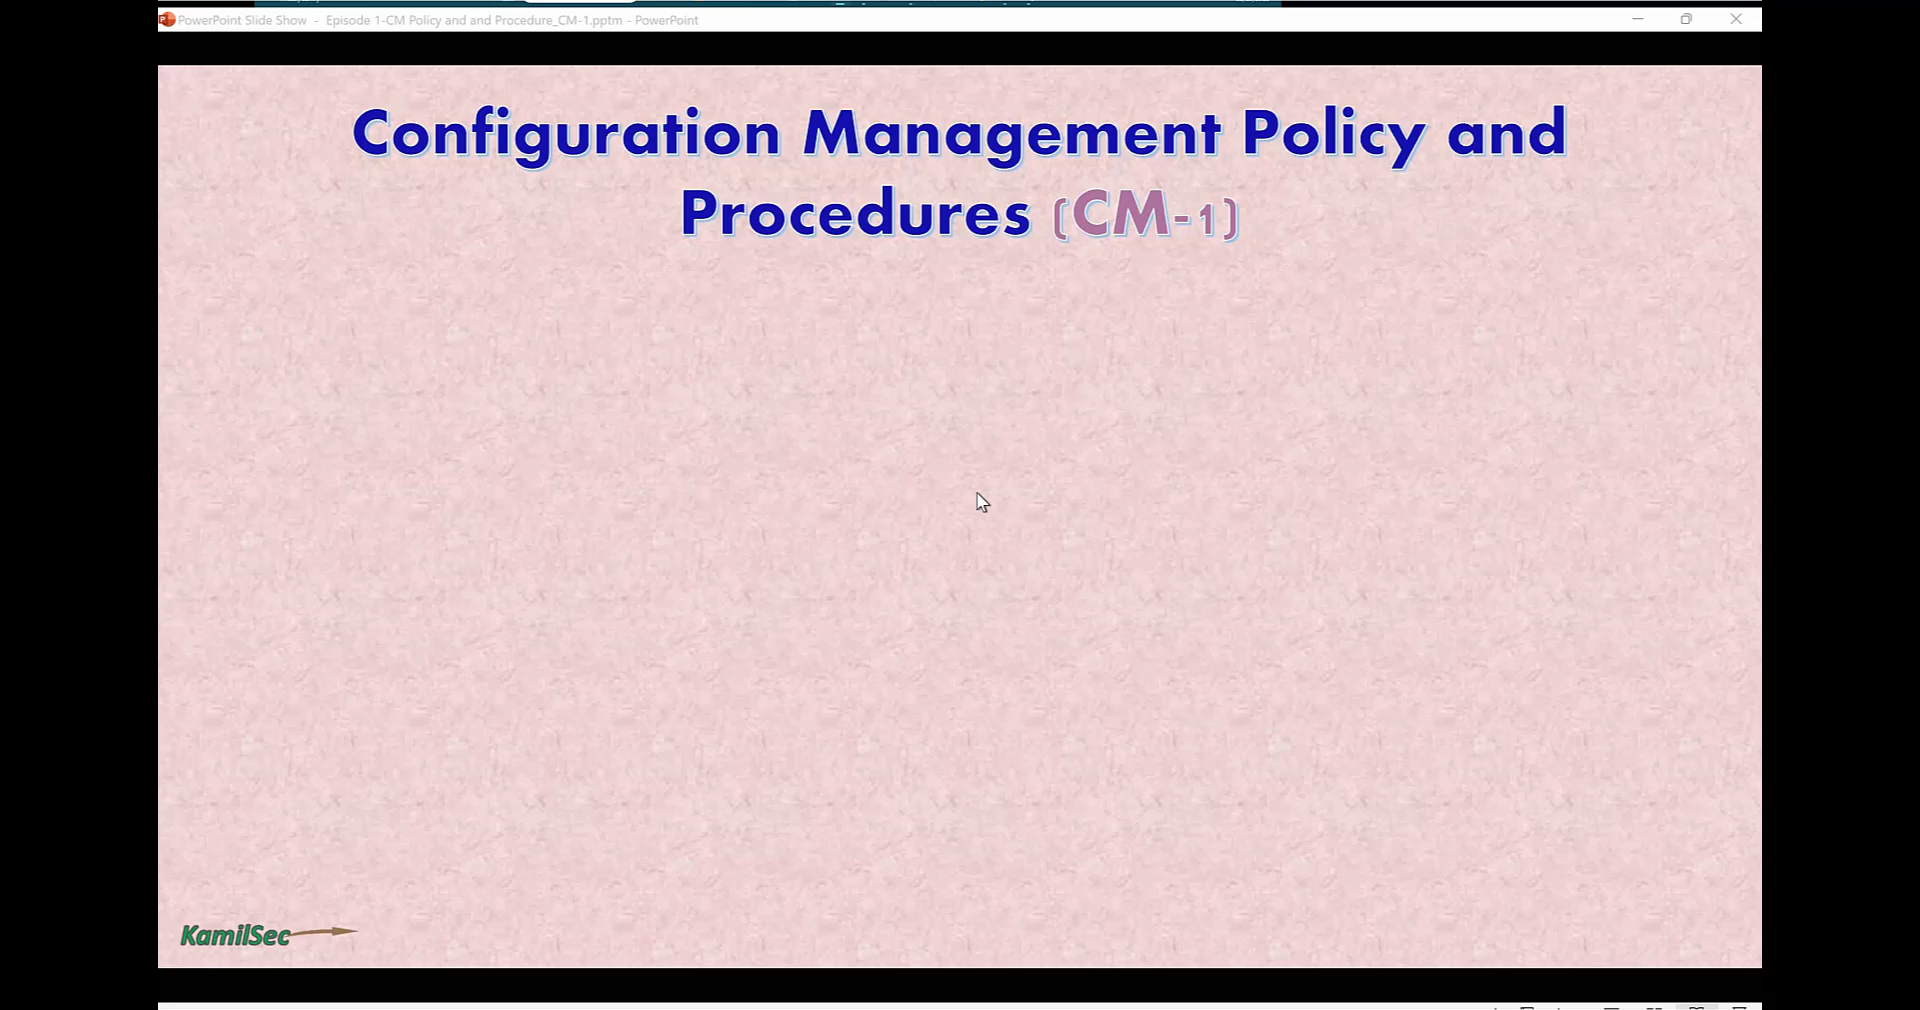 PowerPoint Slide Show - Episode 1-CM Policy and and Procedure_CM-1.pptm - PowerPoint
Configuration Management Policy and
Procedures (CM-1)
KamilSec